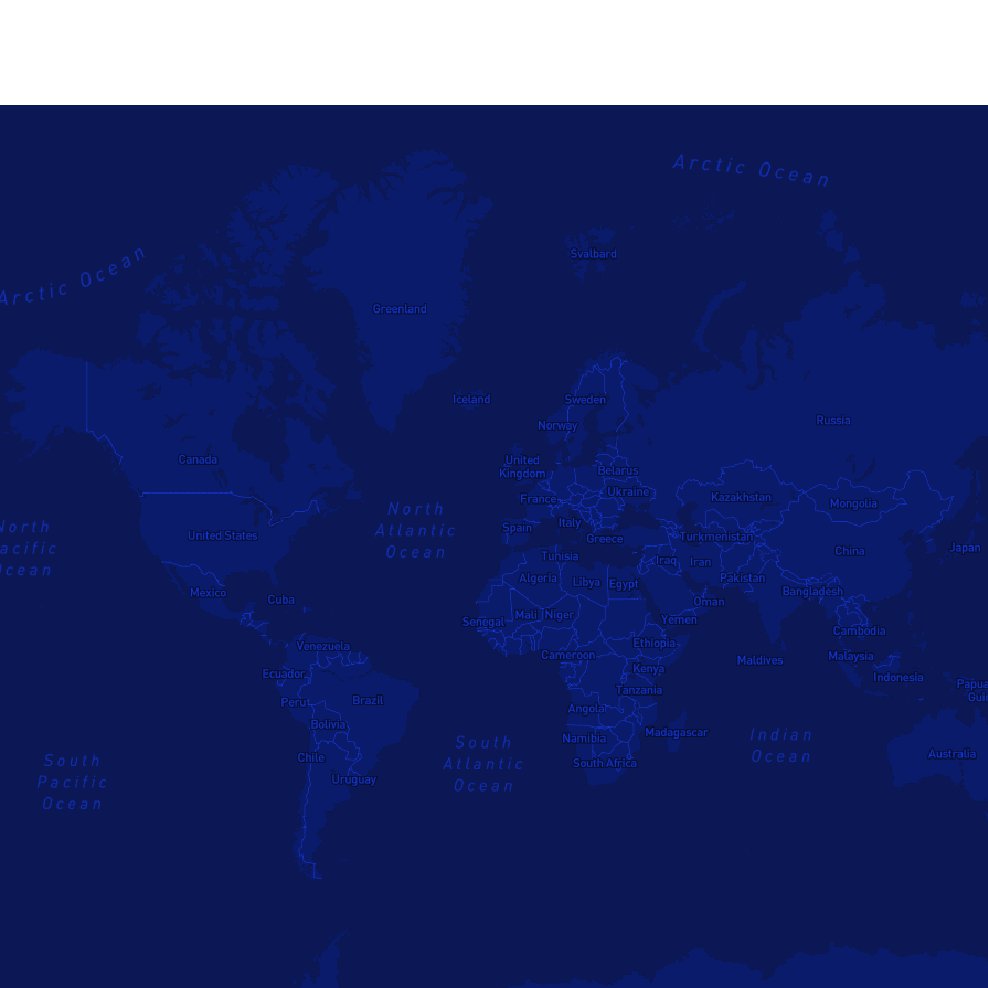 Arctic Ocean
Svalbard
Arctic Ocean
Greenland
Iceland
Sweden
Norway
Russia
Canada
United
Kingdom
Belarus
France
Ukraine
Kazakhstan
Mongolia
North
Atlantic
Ocean
North
acific
cean
United States
Spain
Italy
Greece
Turkmenistan
Japan
China
Tunisia
Iraq
Iran
Algeria
Libya
Egypt
Pakistan
Mexico
Cuba
Bangladesh
Oman
Mali
Niger
Senegal
Yemen
Cambodia
Venezuela
Cameroon
Ethiopia
Maldives
Malaysia
Ecuador
Kenya
Indonesia
Papua
Gui
Peru
Brazil
Tanzania
Angola
Bolivia
Namibia
Madagascar
Indian
Ocean
South
Atlantic
Ocean
Chile
South Africa
Australia
South
Pacific
Ocean
Uruguay